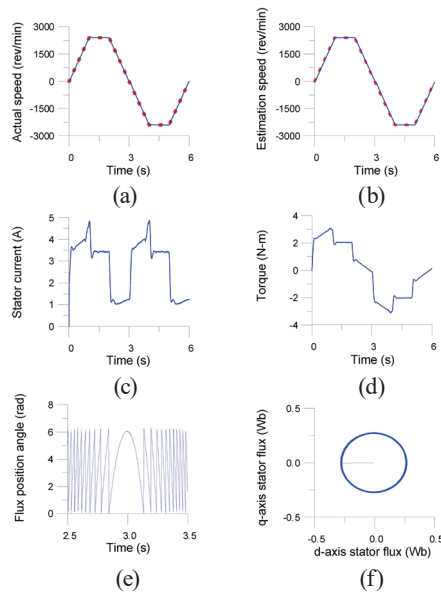 Actual speed (rev/min)
3000
1500
0
-1500
-3000
0 3 6
Time (s)
(a)
Estimation speed (rev/min)
3000
1500
0
-1500
-3000
0 3 6
Time (s)
(b)
Stator current (A)
5
4
3
2
1
0
0 3 6
Time (s)
(c)
Torque (N-m)
4
2
0
-2
-4
0 3 6
Time (s)
(d)
Flux position angle (rad)
8
6
4
2
0
2.5 3.0 3.5
Time (s)
(e)
q-axis stator flux (Wb)
0.5
0.0
-0.5
-0.5 0.0 0.5
d-axis stator flux (Wb)
(f)